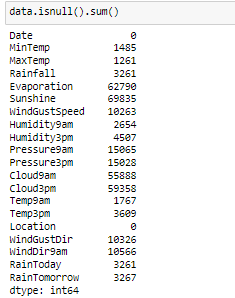 data.isnull().sum()
Date 0
MinTemp 1485
MaxTemp 1261
Rainfall 3261
Evaporation 62790
Sunshine 69835
WindGustSpeed 10263
Humidity9am 2654
Humidity3pm 4507
Pressure9am 15065
Pressure3pm 15028
Cloud9am 55888
Cloud3pm 59358
Temp9am 1767
Temp3pm 3609
Location 0
WindGustDir 10326
WindDir9am 10566
RainToday 3261
RainTomorrow 3267
dtype: int64